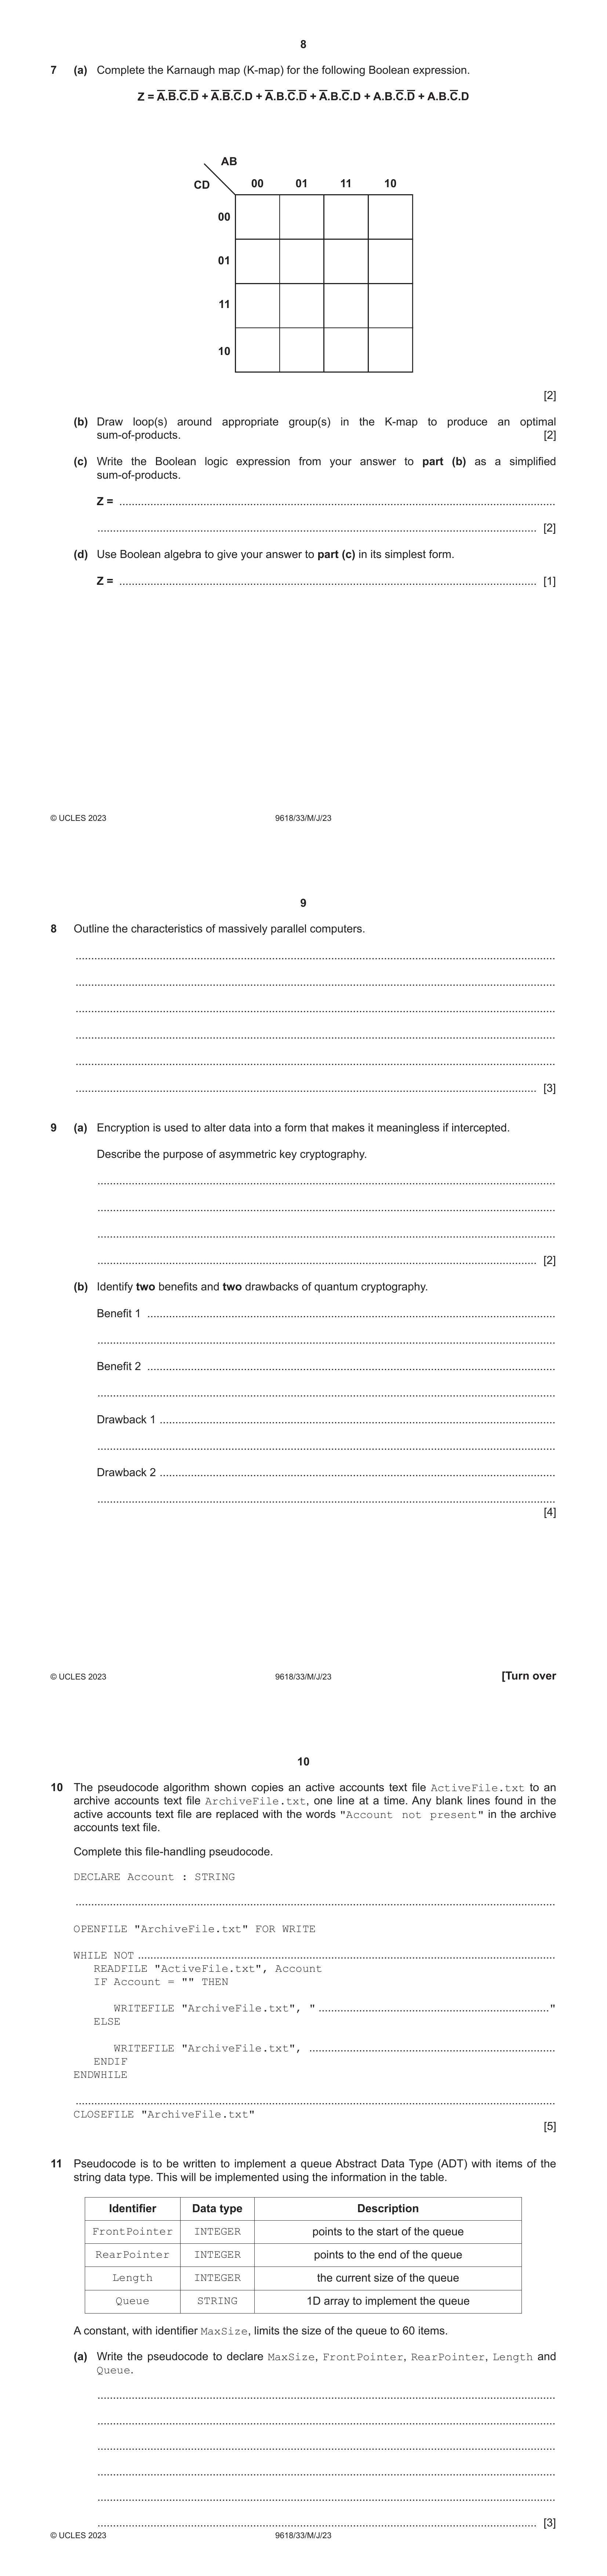 8
7 (a) Complete the Karnaugh map (K-map) for the following Boolean expression.
Z = A̅.B̅.C̅.D̅ + A̅.B̅.C̅.D + A̅.B.C̅.D̅ + A̅.B.C̅.D + A.B.C̅.D̅ + A.B.C̅.D
AB
CD 00 01 11 10
00
01
11
10
[2]
(b) Draw loop(s) around appropriate group(s) in the K-map to produce an optimal
sum-of-products. [2]
(c) Write the Boolean logic expression from your answer to part (b) as a simplified
sum-of-products.
Z = ..........
.......... [2]
(d) Use Boolean algebra to give your answer to part (c) in its simplest form.
Z = .......... [1]
© UCLES 2023 9618/33/M/J/23
9
8 Outline the characteristics of massively parallel computers.
..........
..........
..........
..........
..........
.......... [3]
9 (a) Encryption is used to alter data into a form that makes it meaningless if intercepted.
Describe the purpose of asymmetric key cryptography.
..........
..........
..........
.......... [2]
(b) Identify two benefits and two drawbacks of quantum cryptography.
Benefit 1 ..........
..........
Benefit 2 ..........
..........
Drawback 1 ..........
..........
Drawback 2 ..........
..........
[4]
© UCLES 2023 9618/33/M/J/23 [Turn over
10
10 The pseudocode algorithm shown copies an active accounts text file ActiveFile.txt to an
archive accounts text file ArchiveFile.txt, one line at a time. Any blank lines found in the
active accounts text file are replaced with the words "Account not present" in the archive
accounts text file.
Complete this file-handling pseudocode.
DECLARE Account : STRING
..........
OPENFILE "ArchiveFile.txt" FOR WRITE
WHILE NOT ..........
READFILE "ActiveFile.txt", Account
IF Account = "" THEN
WRITEFILE "ArchiveFile.txt", " .........."
ELSE
WRITEFILE "ArchiveFile.txt", ..........
ENDIF
ENDWHILE
..........
CLOSEFILE "ArchiveFile.txt"
[5]
11 Pseudocode is to be written to implement a queue Abstract Data Type (ADT) with items of the
string data type. This will be implemented using the information in the table.
Identifier Data type Description
FrontPointer INTEGER points to the start of the queue
RearPointer INTEGER points to the end of the queue
Length INTEGER the current size of the queue
Queue STRING 1D array to implement the queue
A constant, with identifier MaxSize, limits the size of the queue to 60 items.
(a) Write the pseudocode to declare MaxSize, FrontPointer, RearPointer, Length and
Queue.
..........
..........
..........
..........
..........
.......... [3]
© UCLES 2023 9618/33/M/J/23